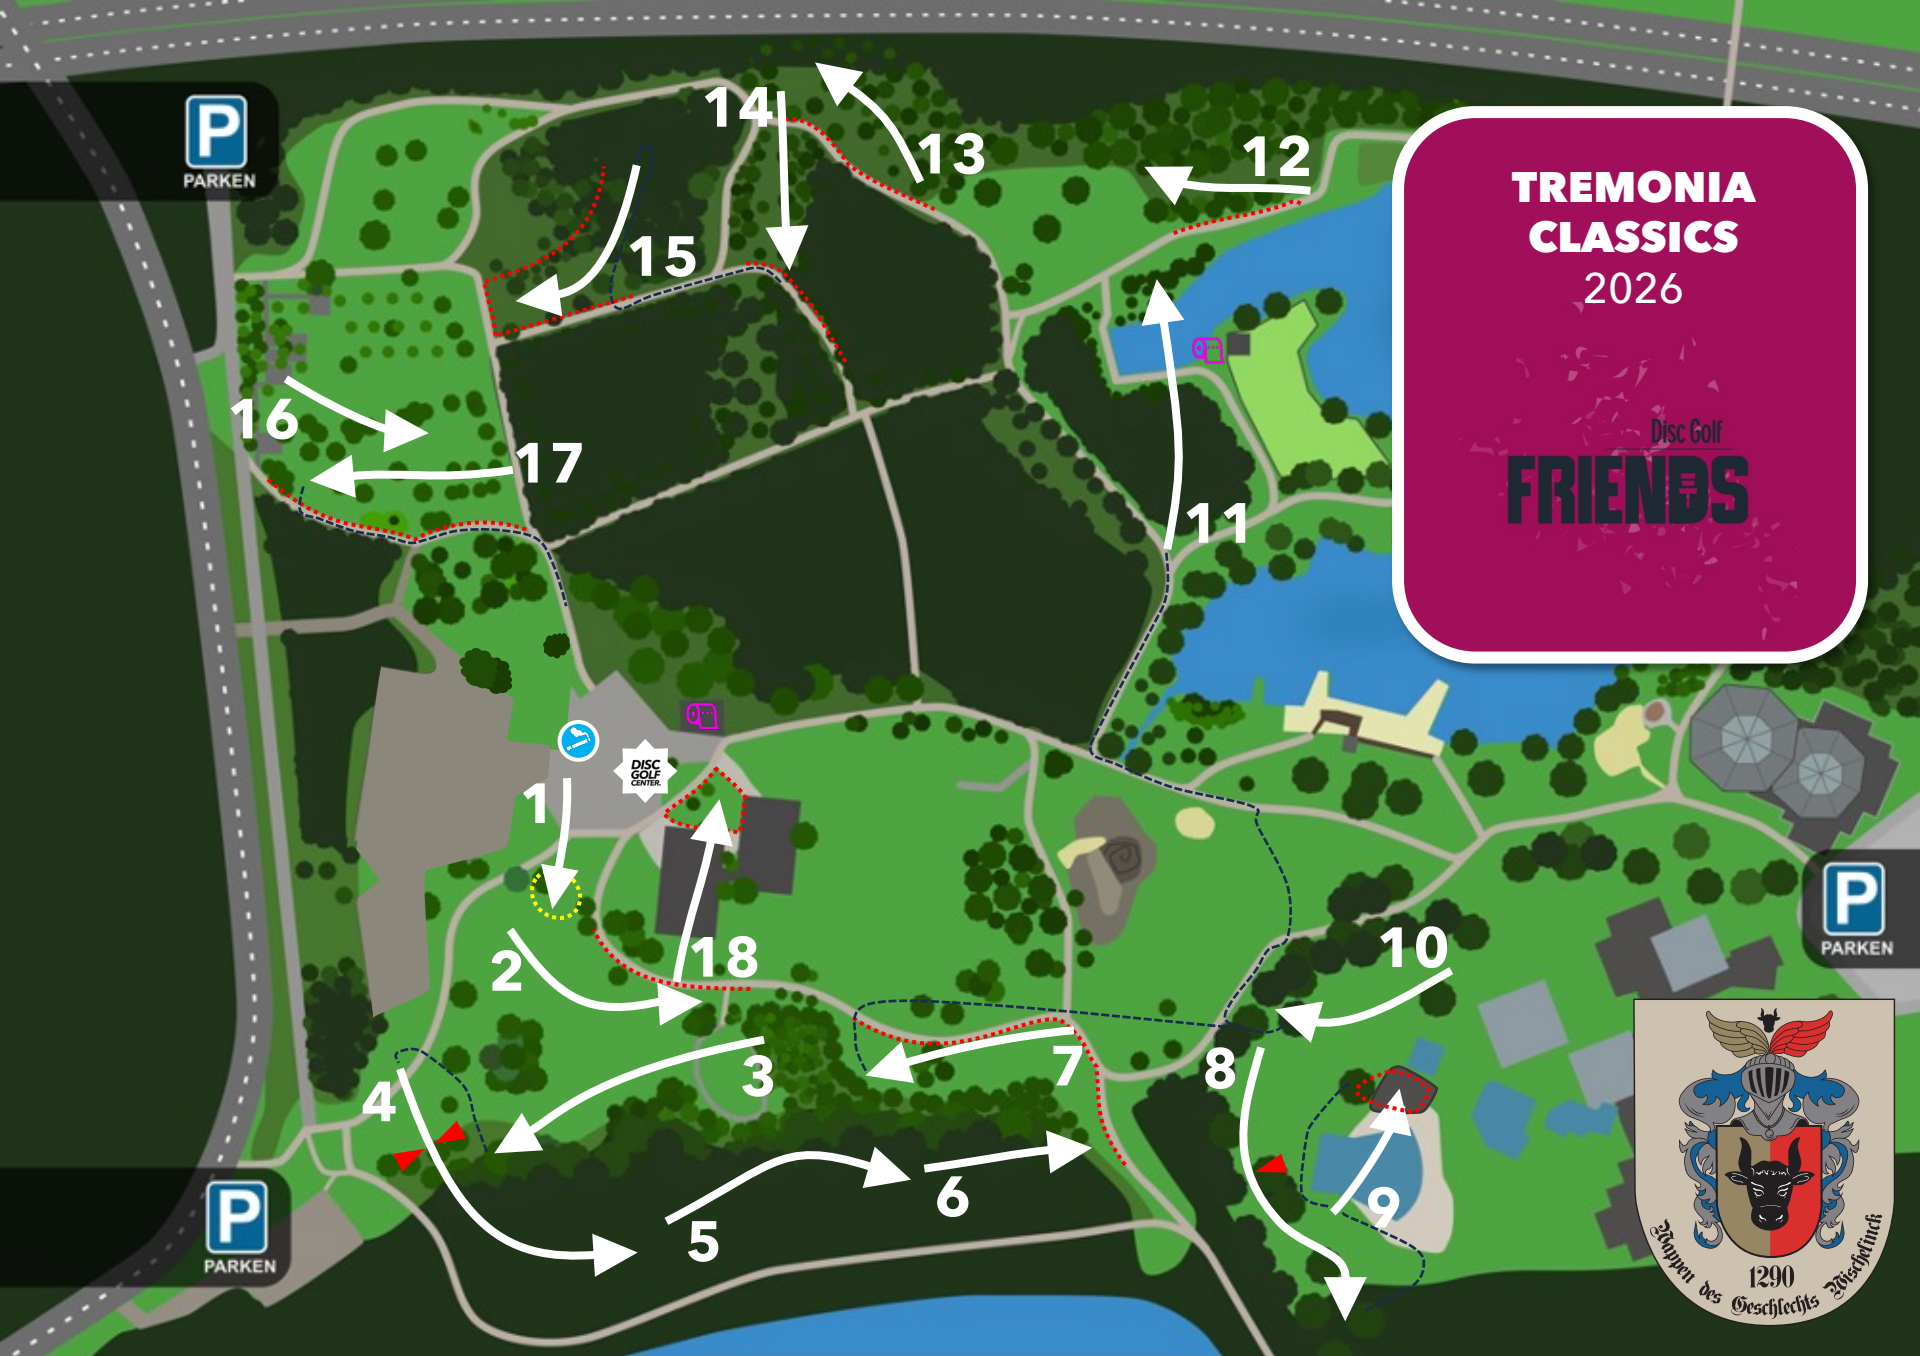 P
PARKEN
14
13
12
15
TREMONIA
CLASSICS
2026
Disc Golf
FRIENDS
16
17
11
DISC
GOLF
CENTER.
1
P
PARKEN
2
18
10
3
7
8
4
5
6
9
P
PARKEN
1290
Wappen des Geschlechts Wischelinck